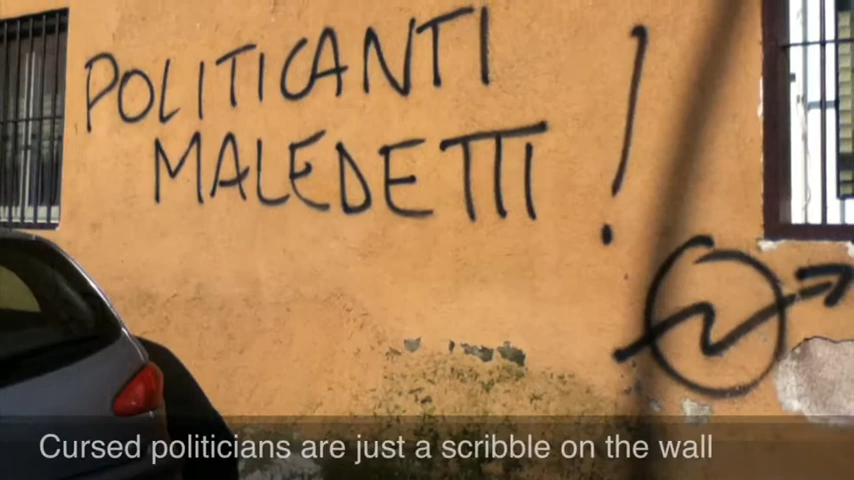 POLITICANTI
MALEDETTI !
Cursed politicians are just a scribble on the wall